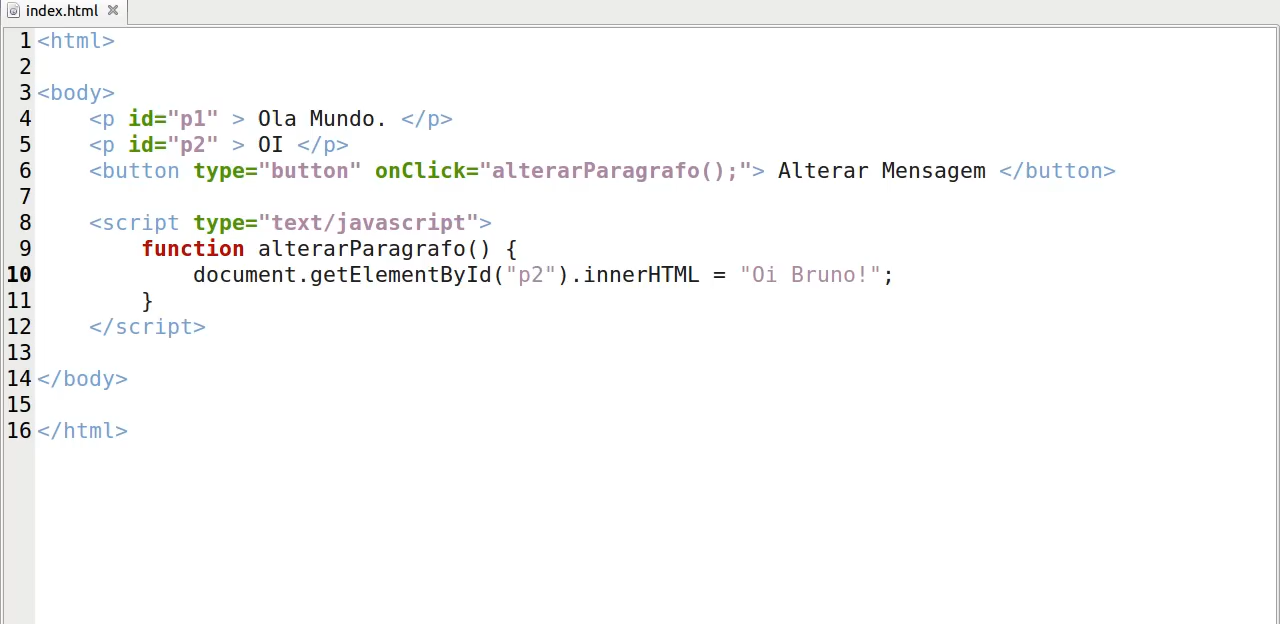 index.html
1 <html>
2
3 <body>
4     <p id="p1" > Ola Mundo. </p>
5     <p id="p2" > OI </p>
6     <button type="button" onClick="alterarParagrafo();"> Alterar Mensagem </button>
7
8     <script type="text/javascript">
9         function alterarParagrafo() {
10             document.getElementById("p2").innerHTML = "Oi Bruno!";
11         }
12     </script>
13
14 </body>
15
16 </html>